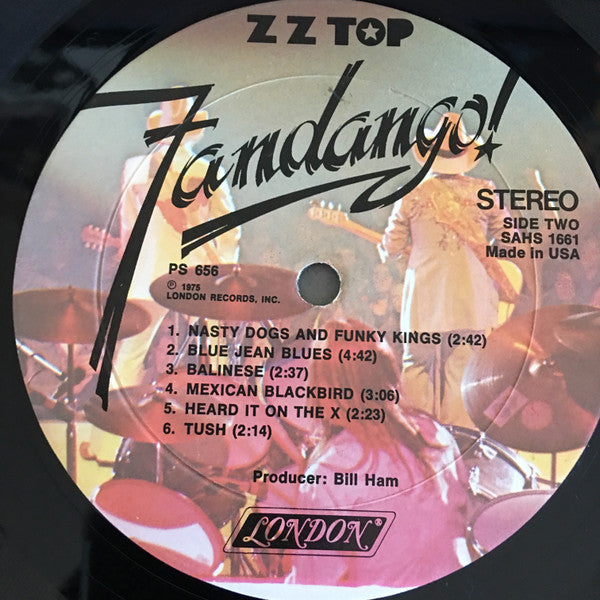 ZZ TOP
Fandango!
STEREO
SIDE TWO
SAHS 1661
Made in USA
PS 656
℗ 1975
LONDON RECORDS, INC.
1. NASTY DOGS AND FUNKY KINGS (2:42)
2. BLUE JEAN BLUES (4:42)
3. BALINESE (2:37)
4. MEXICAN BLACKBIRD (3:06)
5. HEARD IT ON THE X (2:23)
6. TUSH (2:14)
Producer: Bill Ham
LONDON®